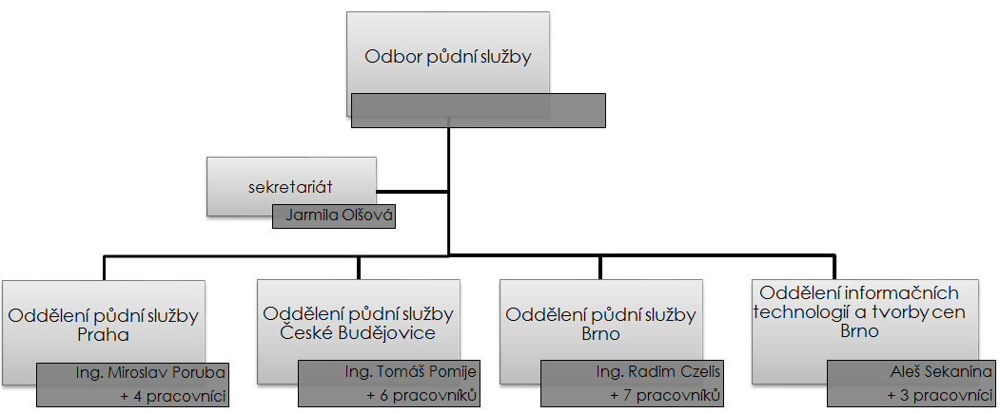 Odbor půdní služby
sekretariát
Jarmila Olšová
Oddělení půdní služby
Praha
Ing. Miroslav Poruba
+ 4 pracovníci
Oddělení půdní služby
České Budějovice
Ing. Tomáš Pomije
+ 6 pracovníků
Oddělení půdní služby
Brno
Ing. Radim Czelis
+ 7 pracovníků
Oddělení informačních
technologií a tvorby cen
Brno
Aleš Sekanina
+ 3 pracovníci